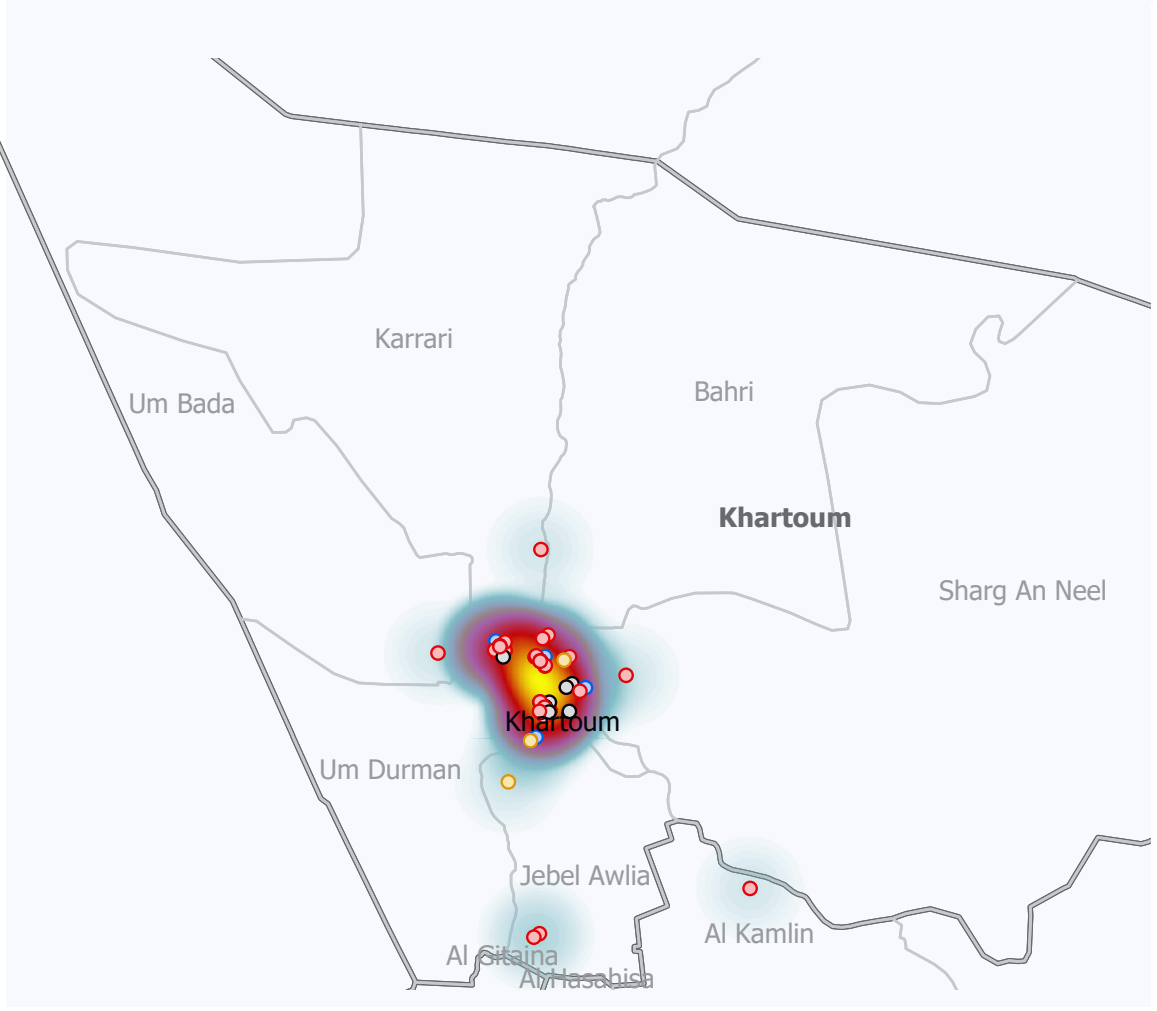 Karrari
Bahri
Um Bada
Khartoum
Sharg An Neel
Khartoum
Um Durman
Jebel Awlia
Al Kamlin
Al Gitaina
Al Hasahisa